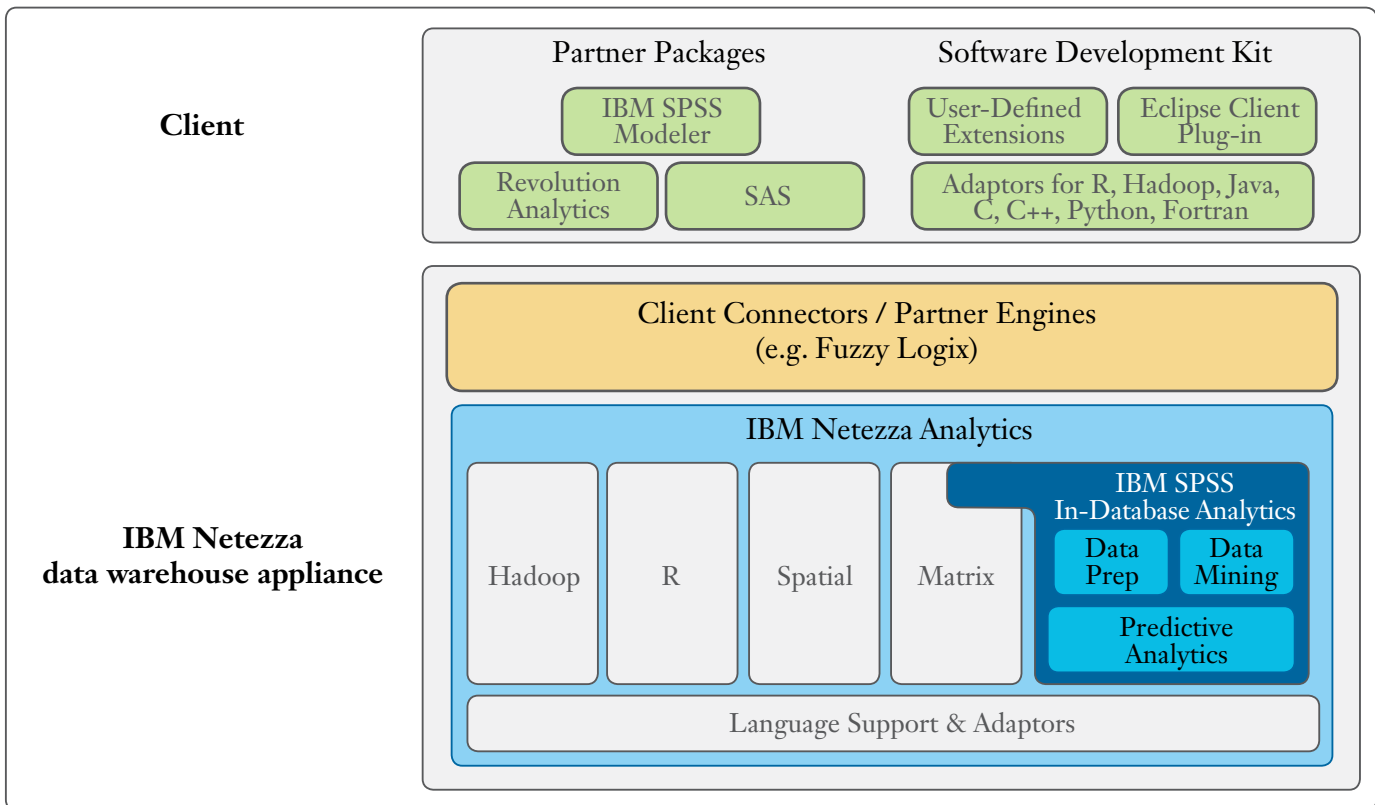 Client
Partner Packages
IBM SPSS
Modeler
Revolution
Analytics
SAS
Software Development Kit
User-Defined
Extensions
Eclipse Client
Plug-in
Adaptors for R, Hadoop, Java,
C, C++, Python, Fortran
IBM Netezza
data warehouse appliance
Client Connectors / Partner Engines
(e.g. Fuzzy Logix)
IBM Netezza Analytics
Hadoop
R
Spatial
Matrix
IBM SPSS
In-Database Analytics
Data
Prep
Data
Mining
Predictive
Analytics
Language Support & Adaptors